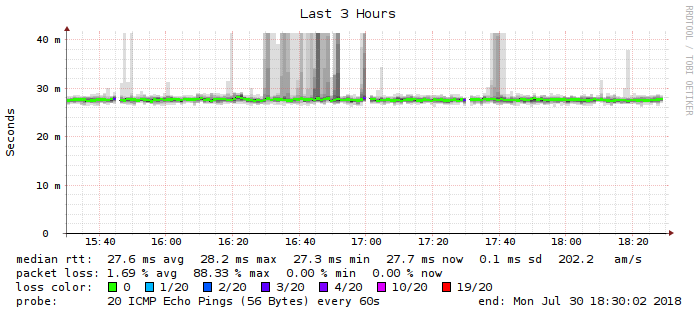 Last 3 Hours
RRDTOOL / TOBI OETIKER
Seconds
40 m
30 m
20 m
10 m
0
15:40 16:00 16:20 16:40 17:00 17:20 17:40 18:00 18:20
median rtt: 27.6 ms avg 28.2 ms max 27.3 ms min 27.7 ms now 0.1 ms sd 202.2 am/s
packet loss: 1.69 % avg 88.33 % max 0.00 % min 0.00 % now
loss color: 0 1/20 2/20 3/20 4/20 10/20 19/20
probe: 20 ICMP Echo Pings (56 Bytes) every 60s end: Mon Jul 30 18:30:02 2018